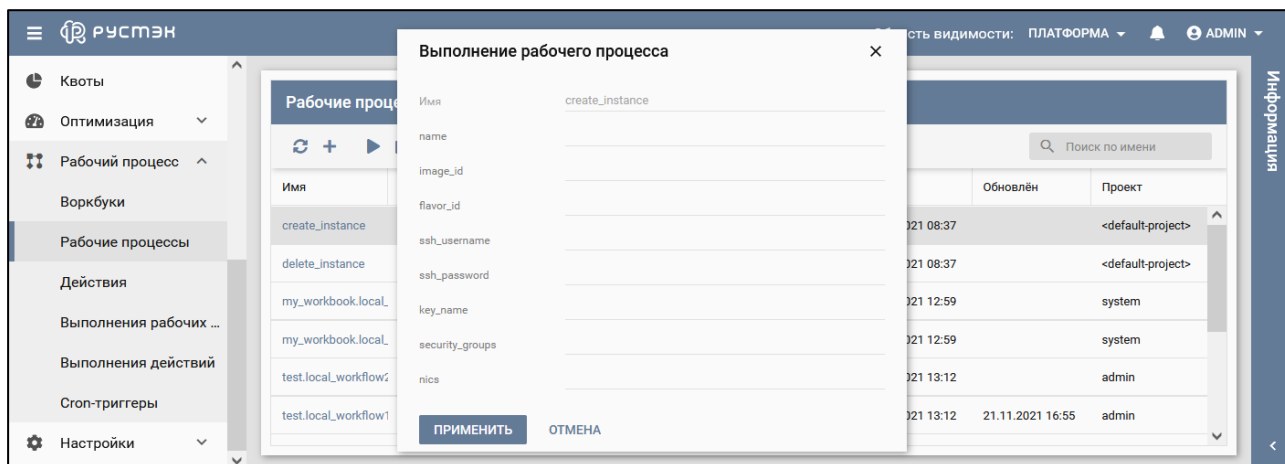 РУСТЭК
сть видимости: ПЛАТФОРМА
ADMIN
Квоты
Оптимизация
Рабочий процесс
Воркбуки
Рабочие процессы
Действия
Выполнения рабочих ...
Выполнения действий
Cron-триггеры
Настройки
Рабочие проце
Поиск по имени
Имя Обновлён Проект
create_instance 021 08:37 <default-project>
delete_instance 021 08:37 <default-project>
my_workbook.local_ 021 12:59 system
my_workbook.local_ 021 12:59 system
test.local_workflow2 021 13:12 admin
test.local_workflow1 021 13:12 21.11.2021 16:55 admin
Выполнение рабочего процесса
Имя create_instance
name
image_id
flavor_id
ssh_username
ssh_password
key_name
security_groups
nics
ПРИМЕНИТЬ ОТМЕНА
Информация